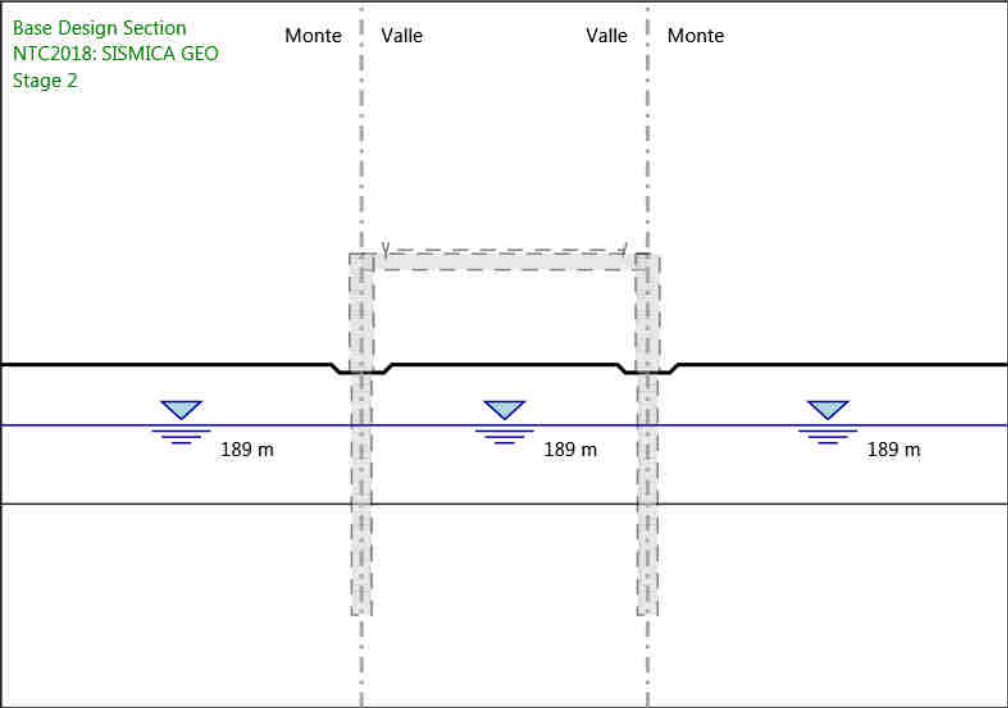 Base Design Section
NTC2018: SISMICA GEO
Stage 2
Monte Valle Valle Monte
189 m 189 m 189 m